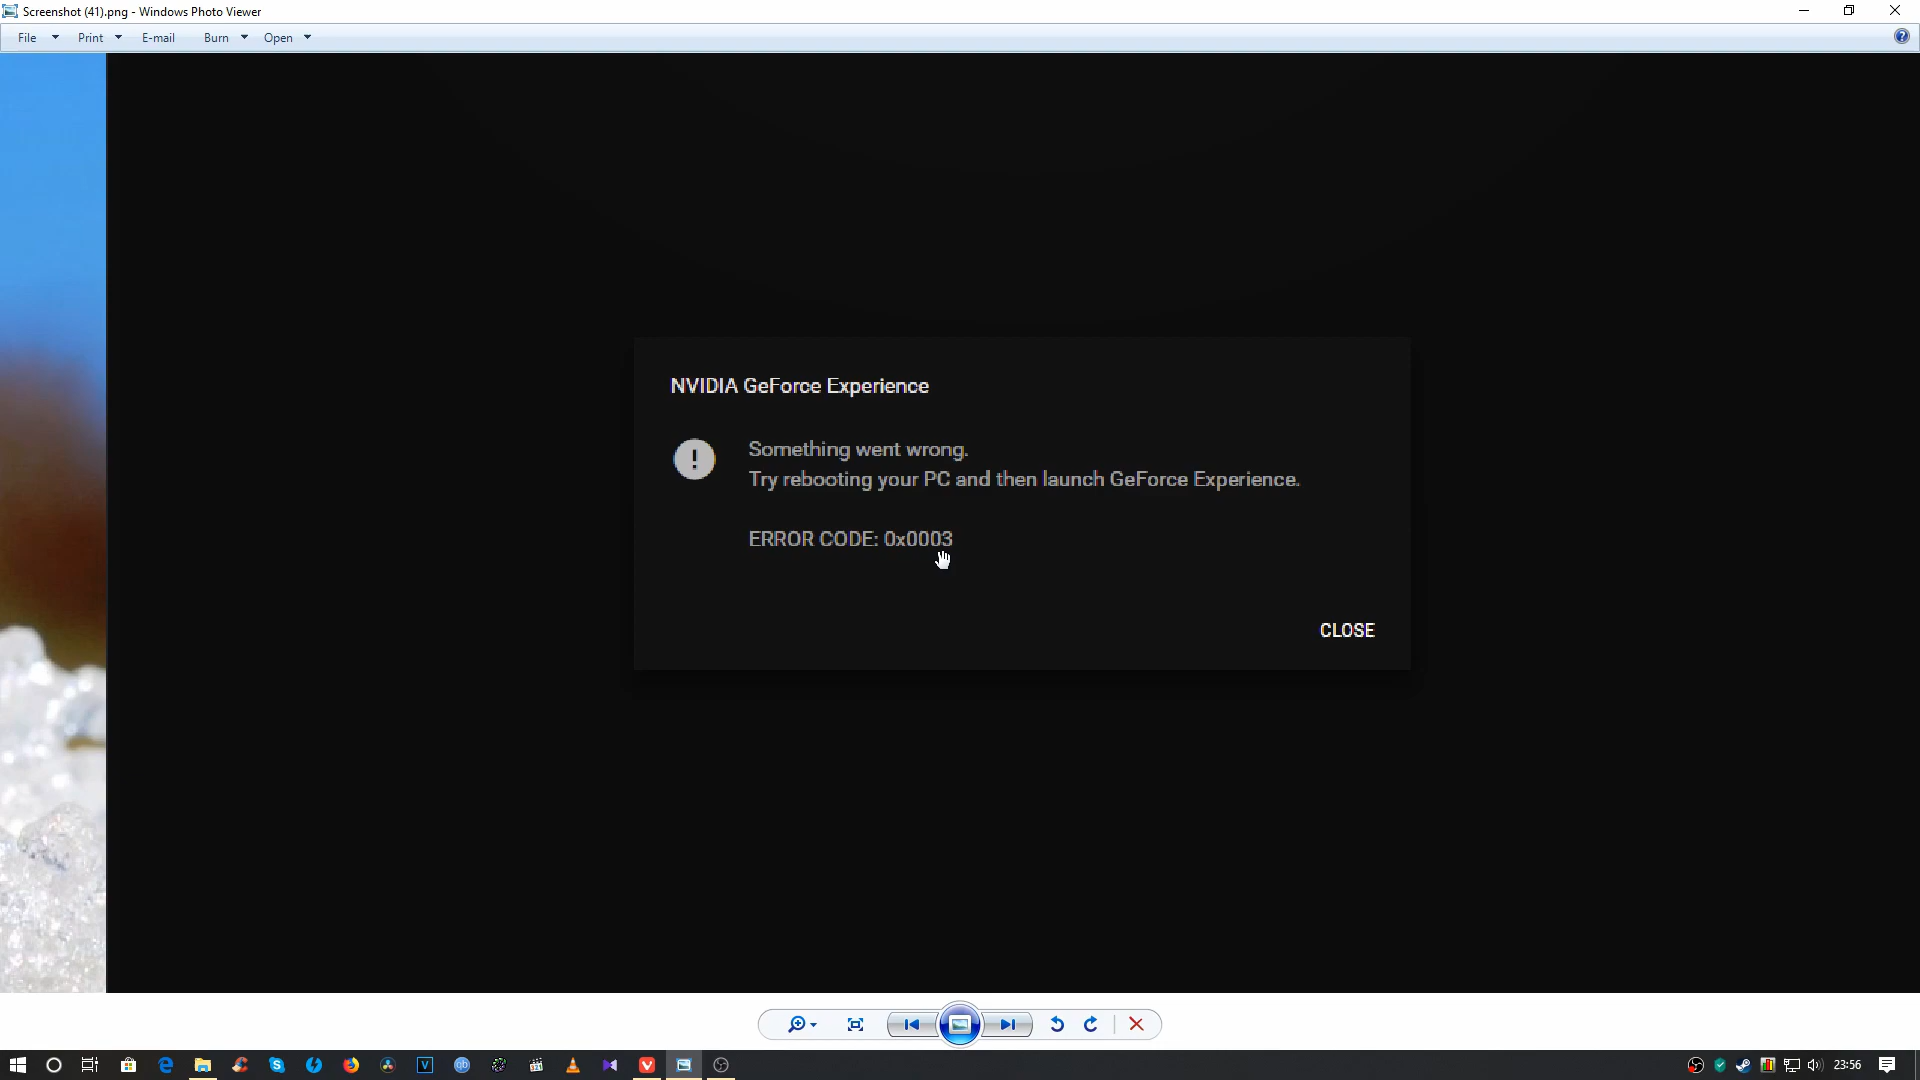 Screenshot (41).png - Windows Photo Viewer
File Print E-mail Burn Open
NVIDIA GeForce Experience
Something went wrong.
Try rebooting your PC and then launch GeForce Experience.
ERROR CODE: 0x0003
CLOSE
23:56